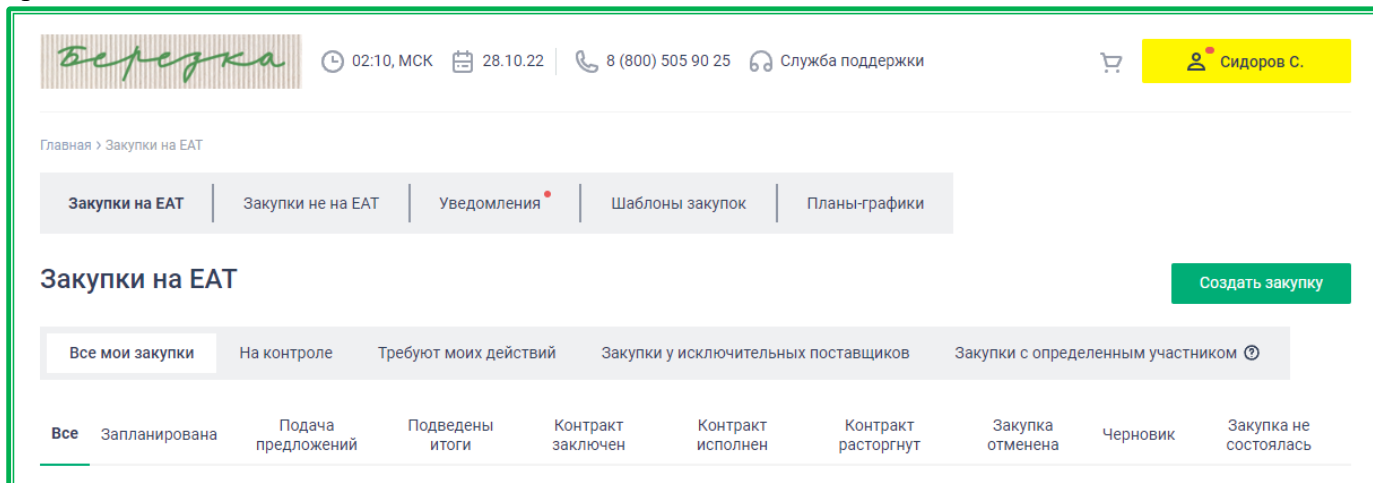 Березка 02:10, МСК 28.10.22 8 (800) 505 90 25 Служба поддержки Сидоров С.
Главная > Закупки на ЕАТ
Закупки на ЕАТ Закупки не на ЕАТ Уведомления Шаблоны закупок Планы-графики
Закупки на ЕАТ Создать закупку
Все мои закупки На контроле Требуют моих действий Закупки у исключительных поставщиков Закупки с определенным участником ?
Все Запланирована Подача предложений Подведены итоги Контракт заключен Контракт исполнен Контракт расторгнут Закупка отменена Черновик Закупка не состоялась